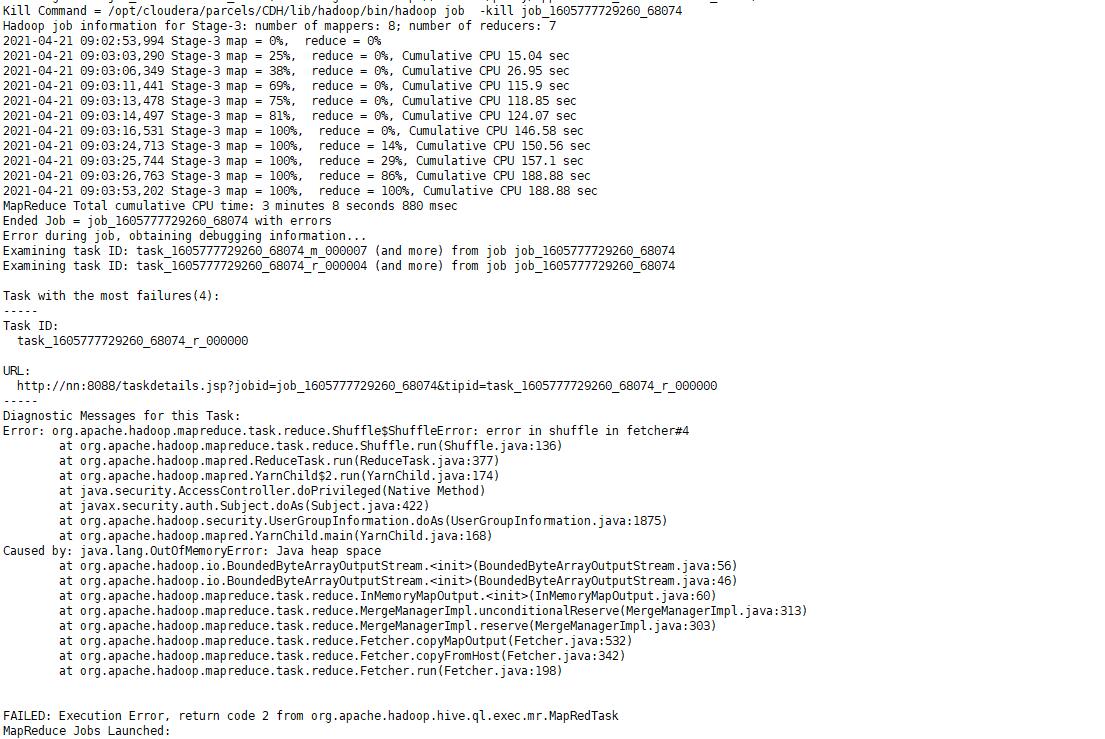 Kill Command = /opt/cloudera/parcels/CDH/lib/hadoop/bin/hadoop job  -kill job_1605777729260_68074
Hadoop job information for Stage-3: number of mappers: 8; number of reducers: 7
2021-04-21 09:02:53,994 Stage-3 map = 0%,  reduce = 0%
2021-04-21 09:03:03,290 Stage-3 map = 25%,  reduce = 0%, Cumulative CPU 15.04 sec
2021-04-21 09:03:06,349 Stage-3 map = 38%,  reduce = 0%, Cumulative CPU 26.95 sec
2021-04-21 09:03:11,441 Stage-3 map = 69%,  reduce = 0%, Cumulative CPU 115.9 sec
2021-04-21 09:03:13,478 Stage-3 map = 75%,  reduce = 0%, Cumulative CPU 118.85 sec
2021-04-21 09:03:14,497 Stage-3 map = 81%,  reduce = 0%, Cumulative CPU 124.07 sec
2021-04-21 09:03:16,531 Stage-3 map = 100%,  reduce = 0%, Cumulative CPU 146.58 sec
2021-04-21 09:03:24,713 Stage-3 map = 100%,  reduce = 14%, Cumulative CPU 150.56 sec
2021-04-21 09:03:25,744 Stage-3 map = 100%,  reduce = 29%, Cumulative CPU 157.1 sec
2021-04-21 09:03:26,763 Stage-3 map = 100%,  reduce = 86%, Cumulative CPU 188.88 sec
2021-04-21 09:03:53,202 Stage-3 map = 100%,  reduce = 100%, Cumulative CPU 188.88 sec
MapReduce Total cumulative CPU time: 3 minutes 8 seconds 880 msec
Ended Job = job_1605777729260_68074 with errors
Error during job, obtaining debugging information...
Examining task ID: task_1605777729260_68074_m_000007 (and more) from job job_1605777729260_68074
Examining task ID: task_1605777729260_68074_r_000004 (and more) from job job_1605777729260_68074
Task with the most failures(4):
-----
Task ID:
  task_1605777729260_68074_r_000000
URL:
  http://nn:8088/taskdetails.jsp?jobid=job_1605777729260_68074&tipid=task_1605777729260_68074_r_000000
-----
Diagnostic Messages for this Task:
Error: org.apache.hadoop.mapreduce.task.reduce.Shuffle$ShuffleError: error in shuffle in fetcher#4
        at org.apache.hadoop.mapreduce.task.reduce.Shuffle.run(Shuffle.java:136)
        at org.apache.hadoop.mapred.ReduceTask.run(ReduceTask.java:377)
        at org.apache.hadoop.mapred.YarnChild$2.run(YarnChild.java:174)
        at java.security.AccessController.doPrivileged(Native Method)
        at javax.security.auth.Subject.doAs(Subject.java:422)
        at org.apache.hadoop.security.UserGroupInformation.doAs(UserGroupInformation.java:1875)
        at org.apache.hadoop.mapred.YarnChild.main(YarnChild.java:168)
Caused by: java.lang.OutOfMemoryError: Java heap space
        at org.apache.hadoop.io.BoundedByteArrayOutputStream.<init>(BoundedByteArrayOutputStream.java:56)
        at org.apache.hadoop.io.BoundedByteArrayOutputStream.<init>(BoundedByteArrayOutputStream.java:46)
        at org.apache.hadoop.mapreduce.task.reduce.InMemoryMapOutput.<init>(InMemoryMapOutput.java:60)
        at org.apache.hadoop.mapreduce.task.reduce.MergeManagerImpl.unconditionalReserve(MergeManagerImpl.java:313)
        at org.apache.hadoop.mapreduce.task.reduce.MergeManagerImpl.reserve(MergeManagerImpl.java:303)
        at org.apache.hadoop.mapreduce.task.reduce.Fetcher.copyMapOutput(Fetcher.java:532)
        at org.apache.hadoop.mapreduce.task.reduce.Fetcher.copyFromHost(Fetcher.java:342)
        at org.apache.hadoop.mapreduce.task.reduce.Fetcher.run(Fetcher.java:198)
FAILED: Execution Error, return code 2 from org.apache.hadoop.hive.ql.exec.mr.MapRedTask
MapReduce Jobs Launched: